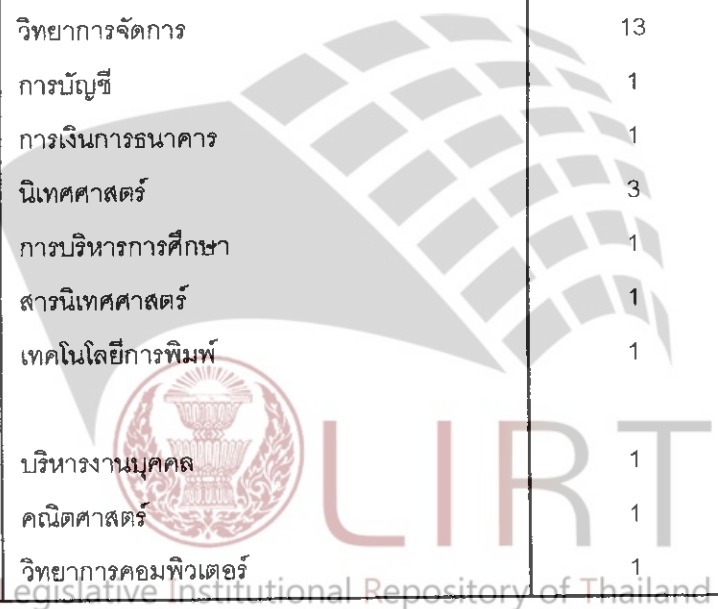 วิทยาการจัดการ 13
การบัญชี 1
การเงินการธนาคาร 1
นิเทศศาสตร์ 3
การบริหารการศึกษา 1
สารนิเทศศาสตร์ 1
เทคโนโลยีการพิมพ์ 1
LIRT
บริหารงานบุคคล 1
คณิตศาสตร์ 1
วิทยาการคอมพิวเตอร์ 1
Legislative Institutional Repository of Thailand